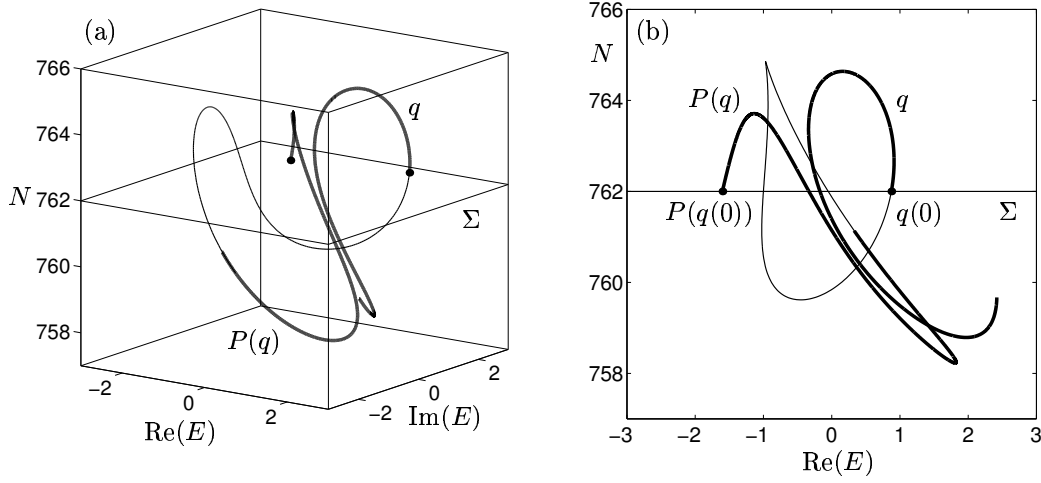 (a)
766
764
N 762
760
758
q
Σ
P(q)
−2 0 2
Re(E)
−2 0 2
Im(E)
(b)
766
N
764
762
760
758
P(q)
q
P(q(0))
q(0)
Σ
−3 −2 −1 0 1 2 3
Re(E)